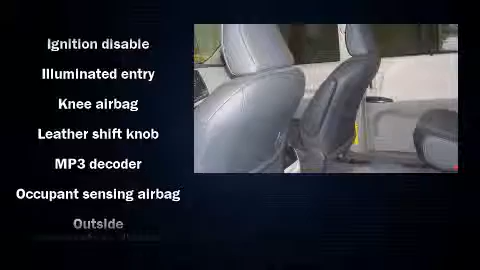 Ignition disable
Illuminated entry
Knee airbag
Leather shift knob
MP3 decoder
Occupant sensing airbag
Outside